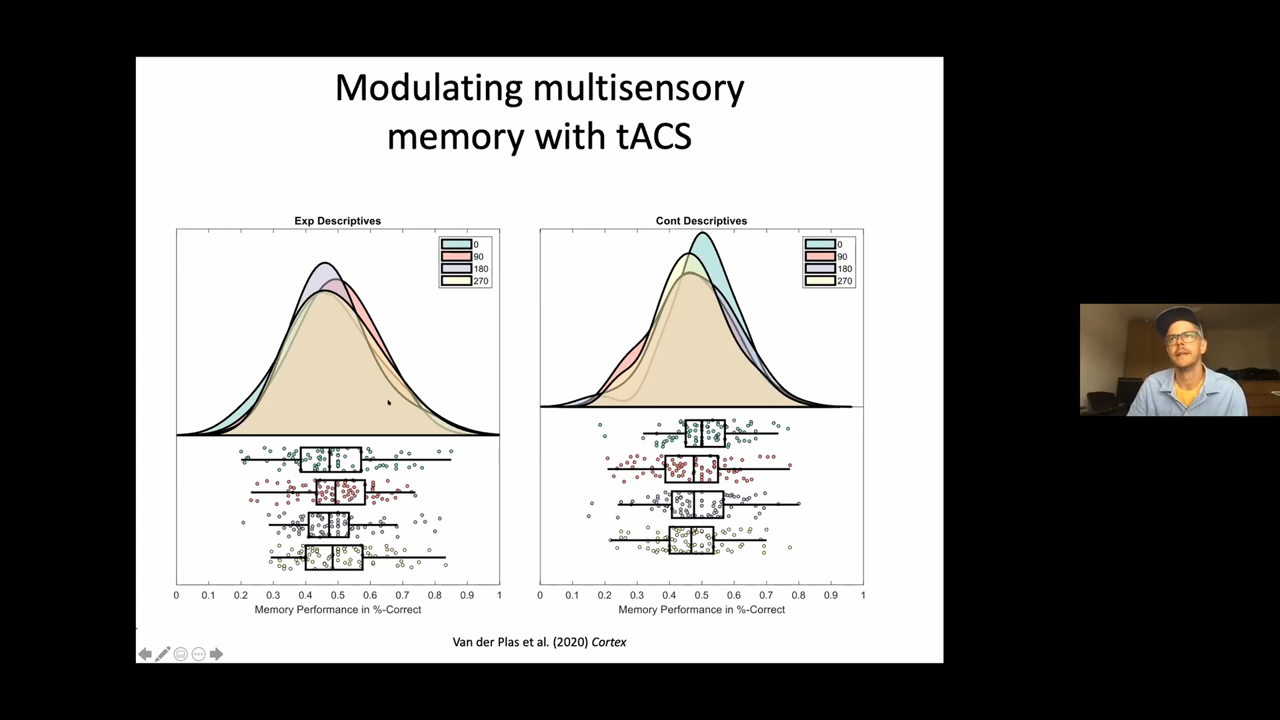 Modulating multisensory
memory with tACS
Exp Descriptives
0
90
180
270
0 0.1 0.2 0.3 0.4 0.5 0.6 0.7 0.8 0.9 1
Memory Performance in %-Correct
Cont Descriptives
0
90
180
270
0 0.1 0.2 0.3 0.4 0.5 0.6 0.7 0.8 0.9 1
Memory Performance in %-Correct
Van der Plas et al. (2020) Cortex